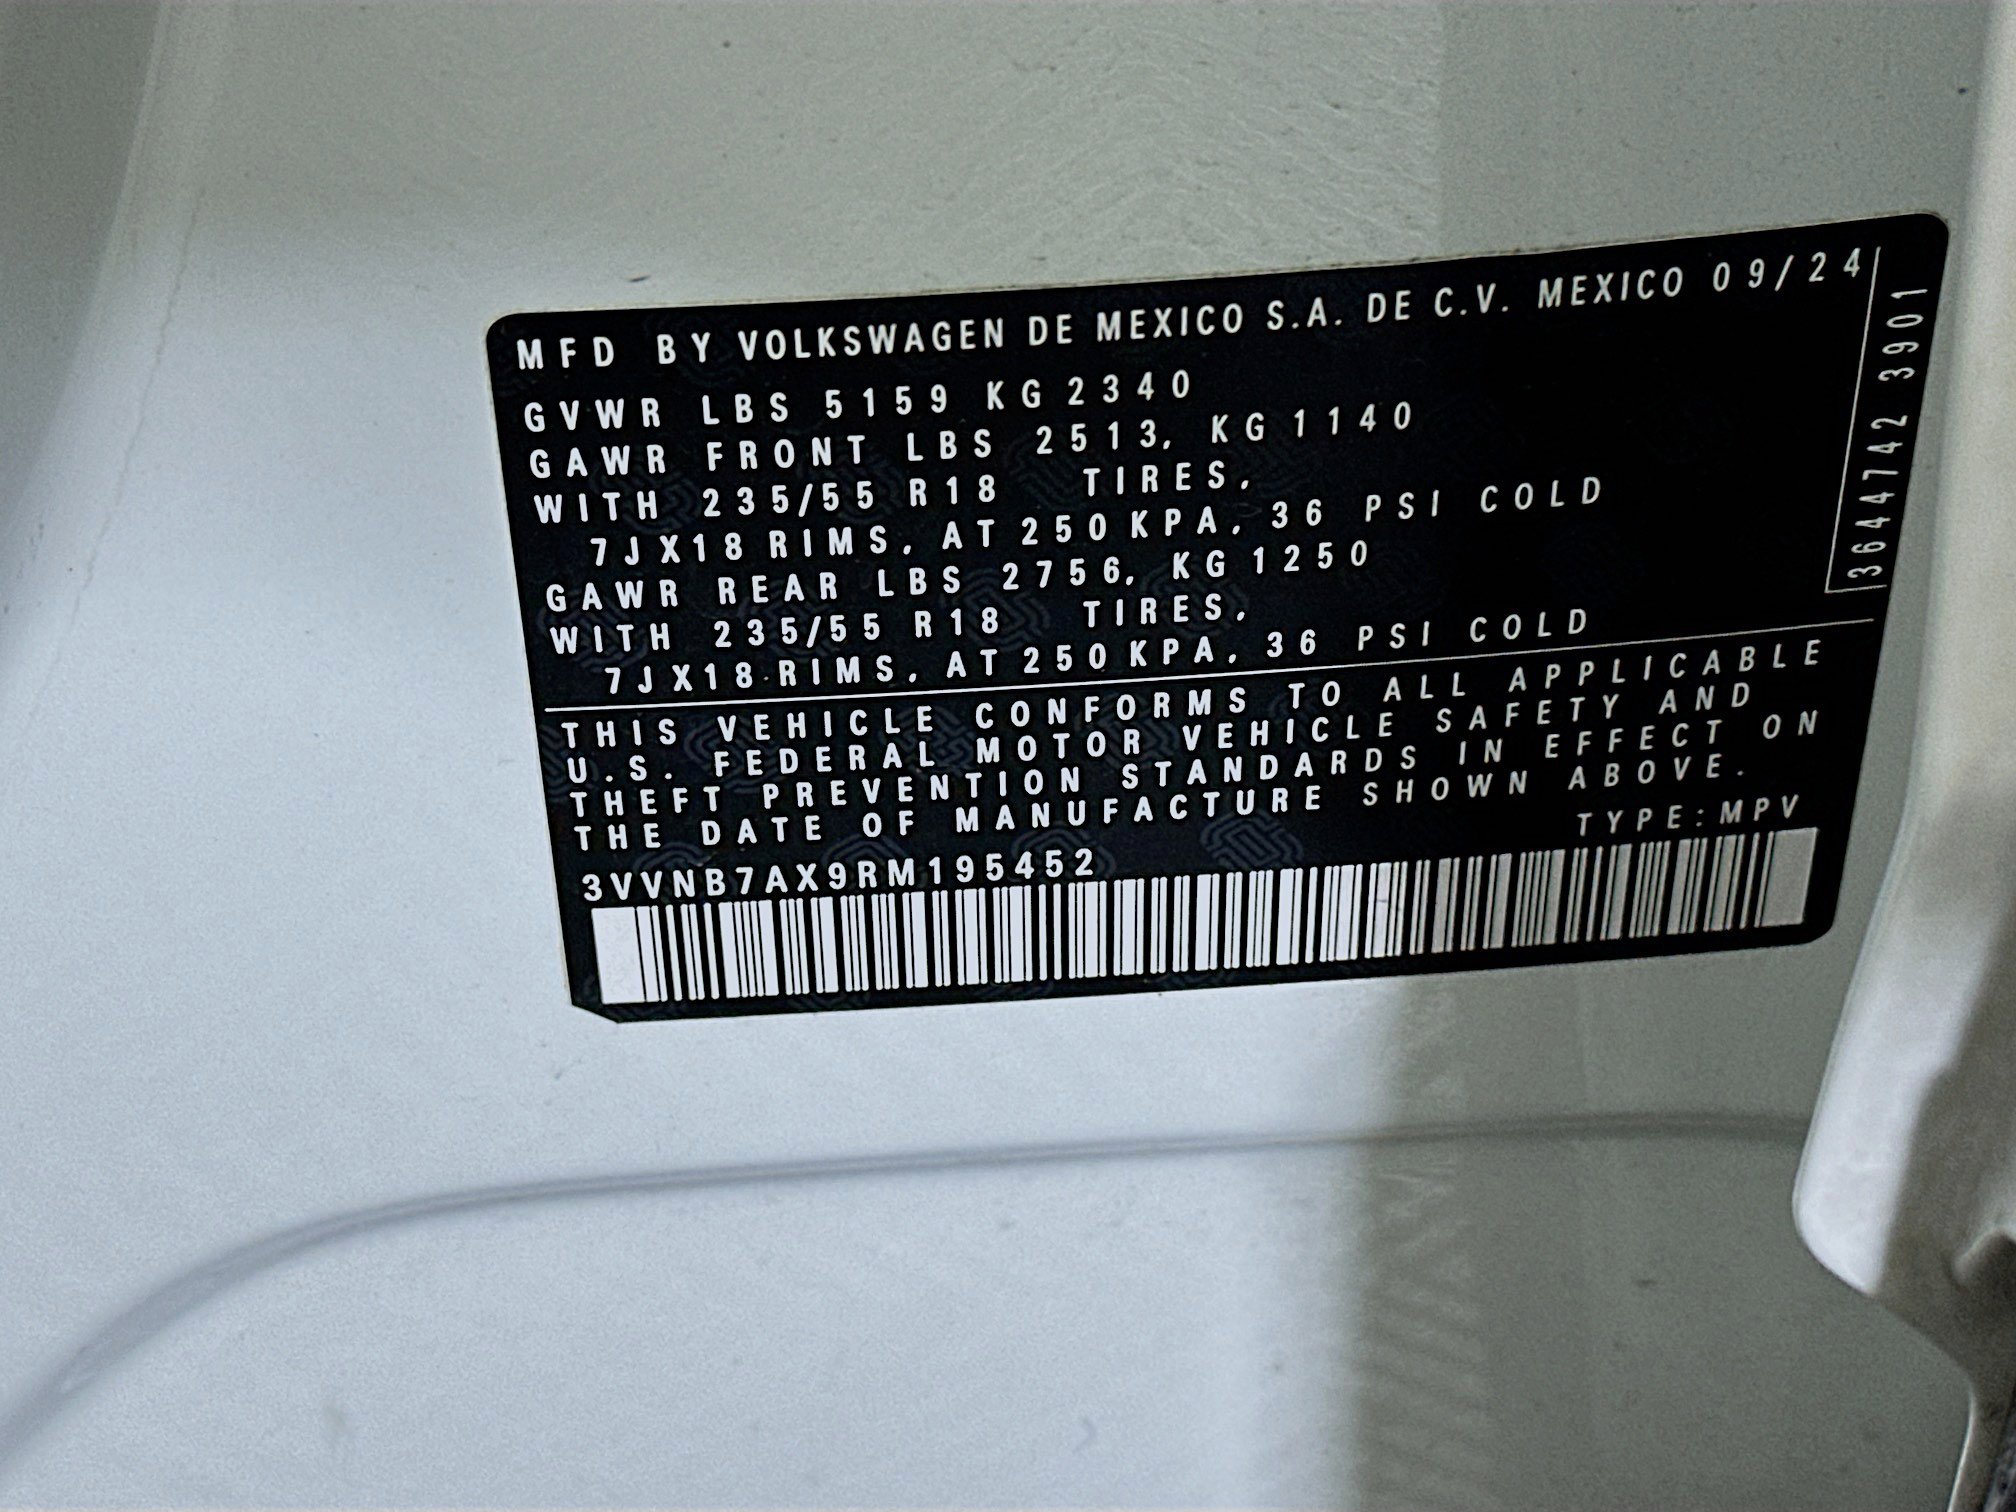 MFD BY VOLKSWAGEN DE MEXICO S.A. DE C.V. MEXICO 09/24
GVWR LBS 5159 KG 2340
GAWR FRONT LBS 2513, KG 1140
WITH 235/55 R18 TIRES,
7JX18 RIMS, AT 250 KPA, 36 PSI COLD
GAWR REAR LBS 2756, KG 1250
WITH 235/55 R18 TIRES,
7JX18 RIMS, AT 250 KPA, 36 PSI COLD
3644742 3901
THIS VEHICLE CONFORMS TO ALL APPLICABLE
U.S. FEDERAL MOTOR VEHICLE SAFETY AND
THEFT PREVENTION STANDARDS IN EFFECT ON
THE DATE OF MANUFACTURE SHOWN ABOVE.
TYPE:MPV
3VVNB7AX9RM195452